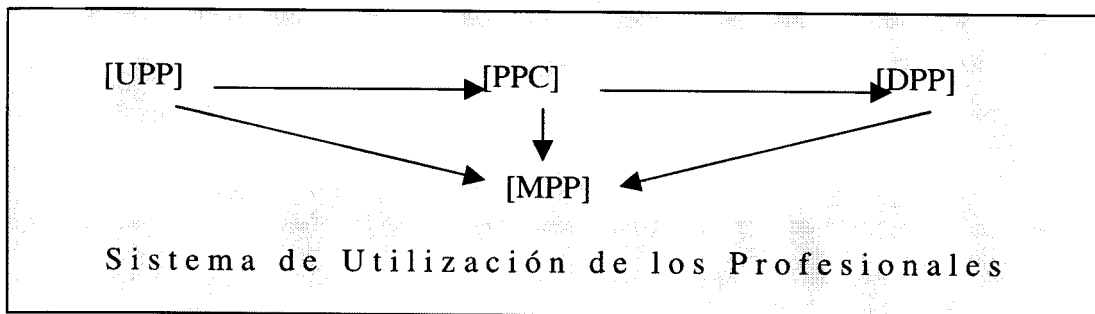 [UPP] [PPC] [DPP]
[MPP]
Sistema de Utilización de los Profesionales